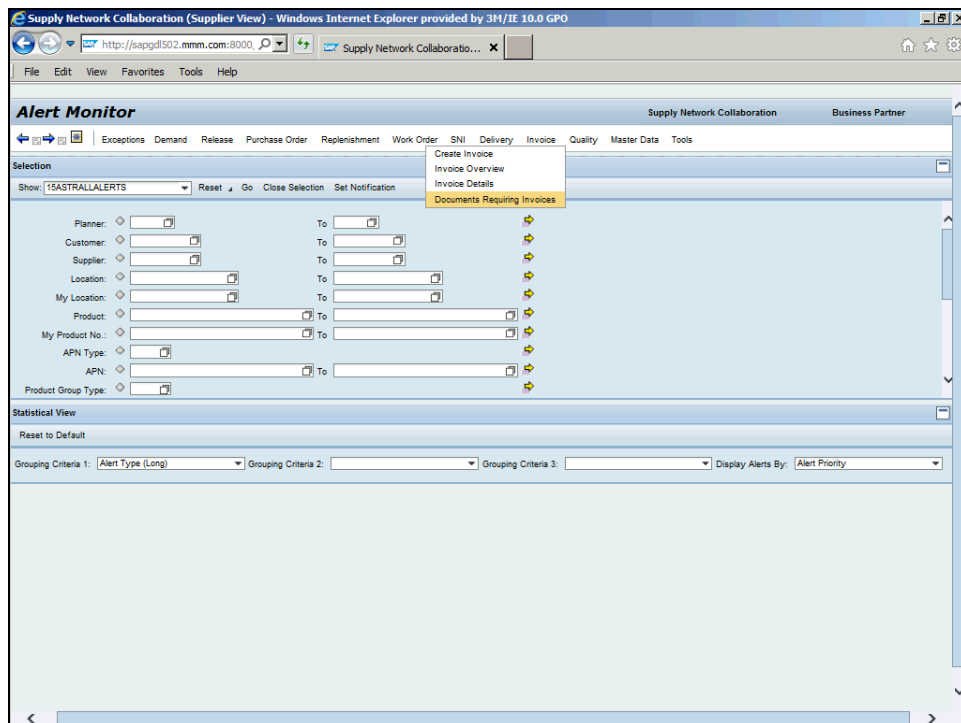 Supply Network Collaboration (Supplier View) - Windows Internet Explorer provided by 3M/IE 10.0 GPO
http://sapgdl502.mmm.com:8000,
Supply Network Collaboratio...
File Edit View Favorites Tools Help
Alert Monitor
Supply Network Collaboration Business Partner
Exceptions Demand Release Purchase Order Replenishment Work Order SNI Delivery Invoice Quality Master Data Tools
Create Invoice
Invoice Overview
Invoice Details
Documents Requiring Invoices
Selection
Show: 15ASTRALLALERTS Reset Go Close Selection Set Notification
Planner: To
Customer: To
Supplier: To
Location: To
My Location: To
Product: To
My Product No.: To
APN Type:
APN: To
Product Group Type:
Statistical View
Reset to Default
Grouping Criteria 1: Alert Type (Long) Grouping Criteria 2: Grouping Criteria 3: Display Alerts By: Alert Priority